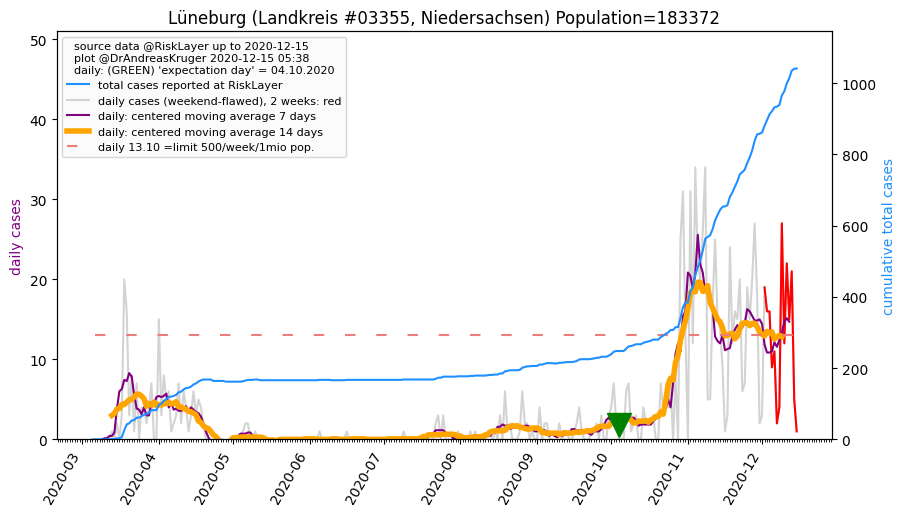 Lüneburg (Landkreis #03355, Niedersachsen) Population=183372
source data @RiskLayer up to 2020-12-15
plot @DrAndreasKruger 2020-12-15 05:38
daily: (GREEN) 'expectation day' = 04.10.2020
total cases reported at RiskLayer
daily cases (weekend-flawed), 2 weeks: red
daily: centered moving average 7 days
daily: centered moving average 14 days
daily 13.10 =limit 500/week/1mio pop.
daily cases
50
40
30
20
10
0
cumulative total cases
1000
800
600
400
200
0
2020-03
2020-04
2020-05
2020-06
2020-07
2020-08
2020-09
2020-10
2020-11
2020-12